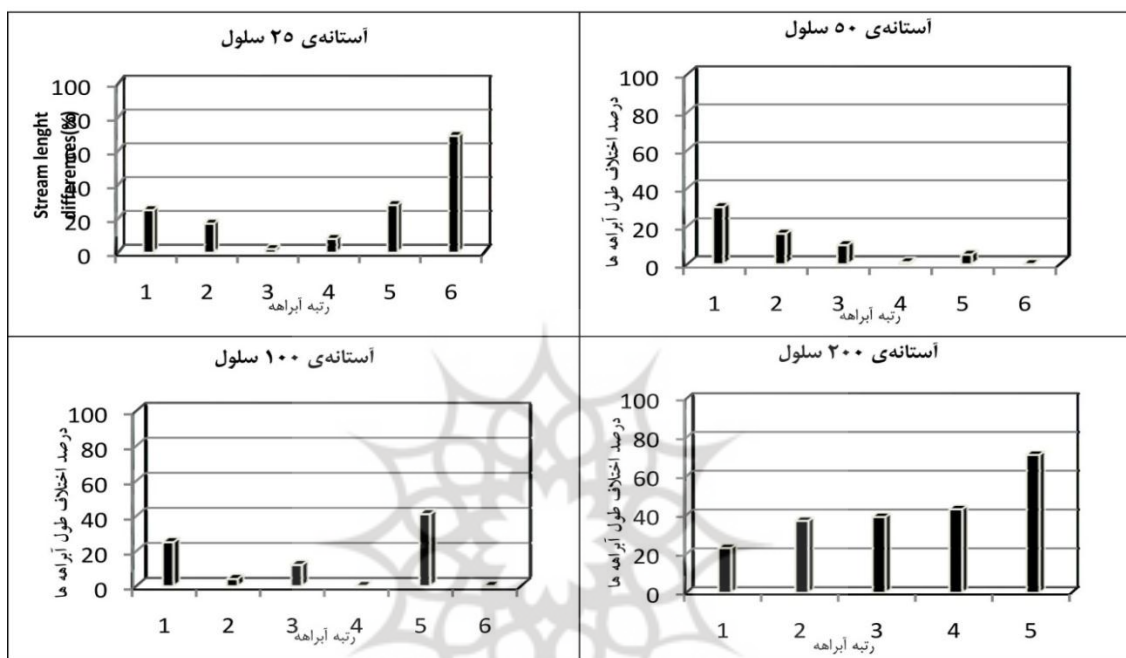 آستانه‌ی ۲۵ سلول
Stream lenght
differences(%)
100
80
60
40
20
0
1 2 3 4 5 6
رتبه آبراهه
آستانه‌ی ۵۰ سلول
درصد اختلاف طول آبراهه ها
100
80
60
40
20
0
1 2 3 4 5 6
رتبه آبراهه
آستانه‌ی ۱۰۰ سلول
درصد اختلاف طول آبراهه ها
100
80
60
40
20
0
1 2 3 4 5 6
رتبه آبراهه
آستانه‌ی ۲۰۰ سلول
درصد اختلاف طول آبراهه ها
100
80
60
40
20
0
1 2 3 4 5
رتبه آبراهه